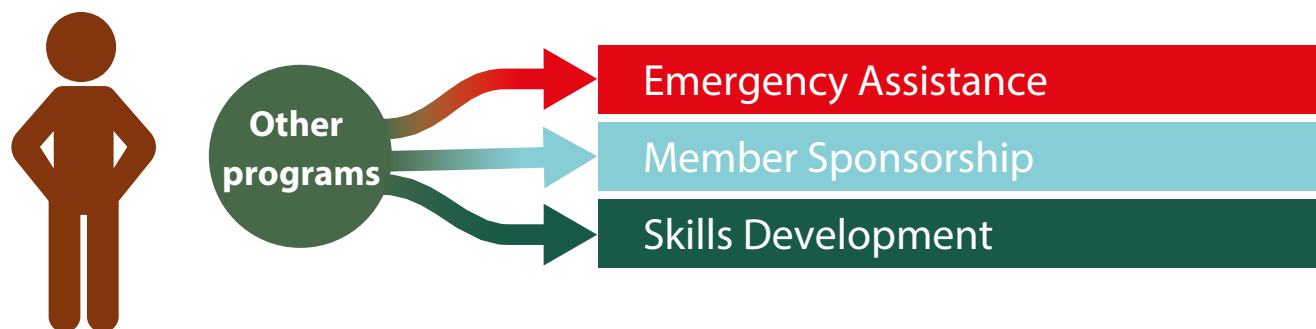 Other
programs
Emergency Assistance
Member Sponsorship
Skills Development